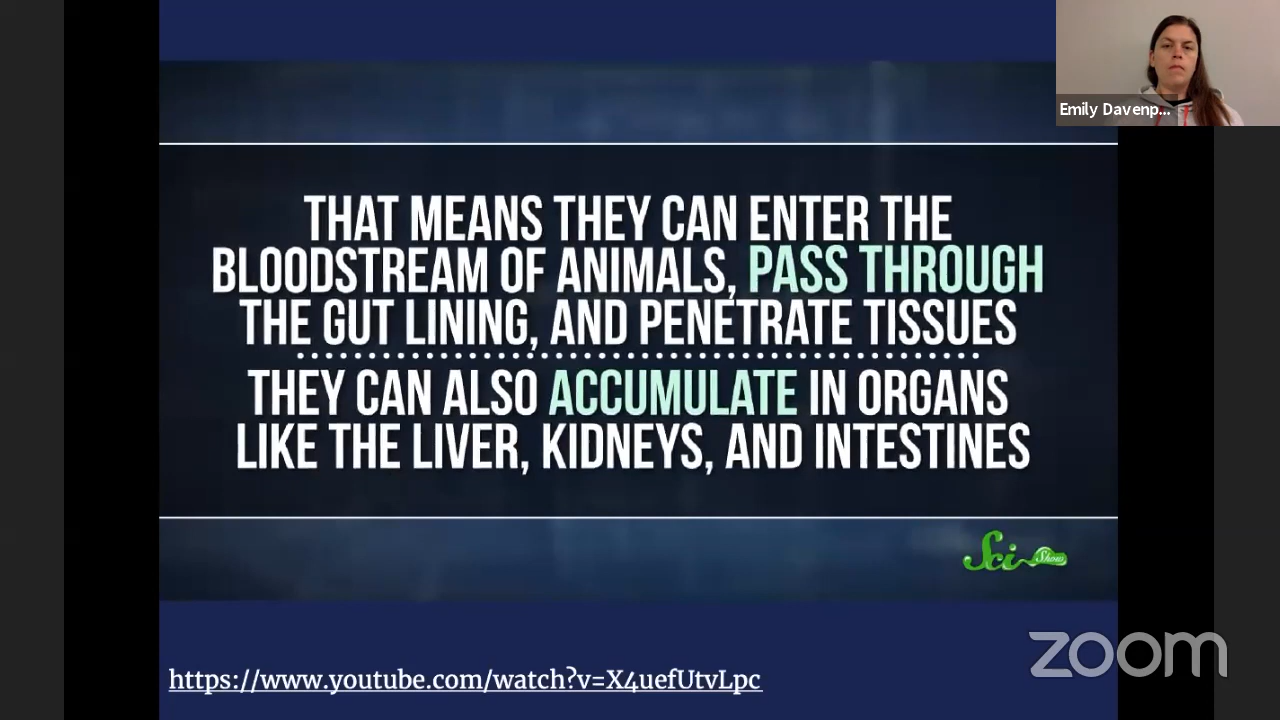 Emily Davenp...
THAT MEANS THEY CAN ENTER THE
BLOODSTREAM OF ANIMALS, PASS THROUGH
THE GUT LINING, AND PENETRATE TISSUES
THEY CAN ALSO ACCUMULATE IN ORGANS
LIKE THE LIVER, KIDNEYS, AND INTESTINES
Sci Show
zoom
https://www.youtube.com/watch?v=X4uefUtvLpc